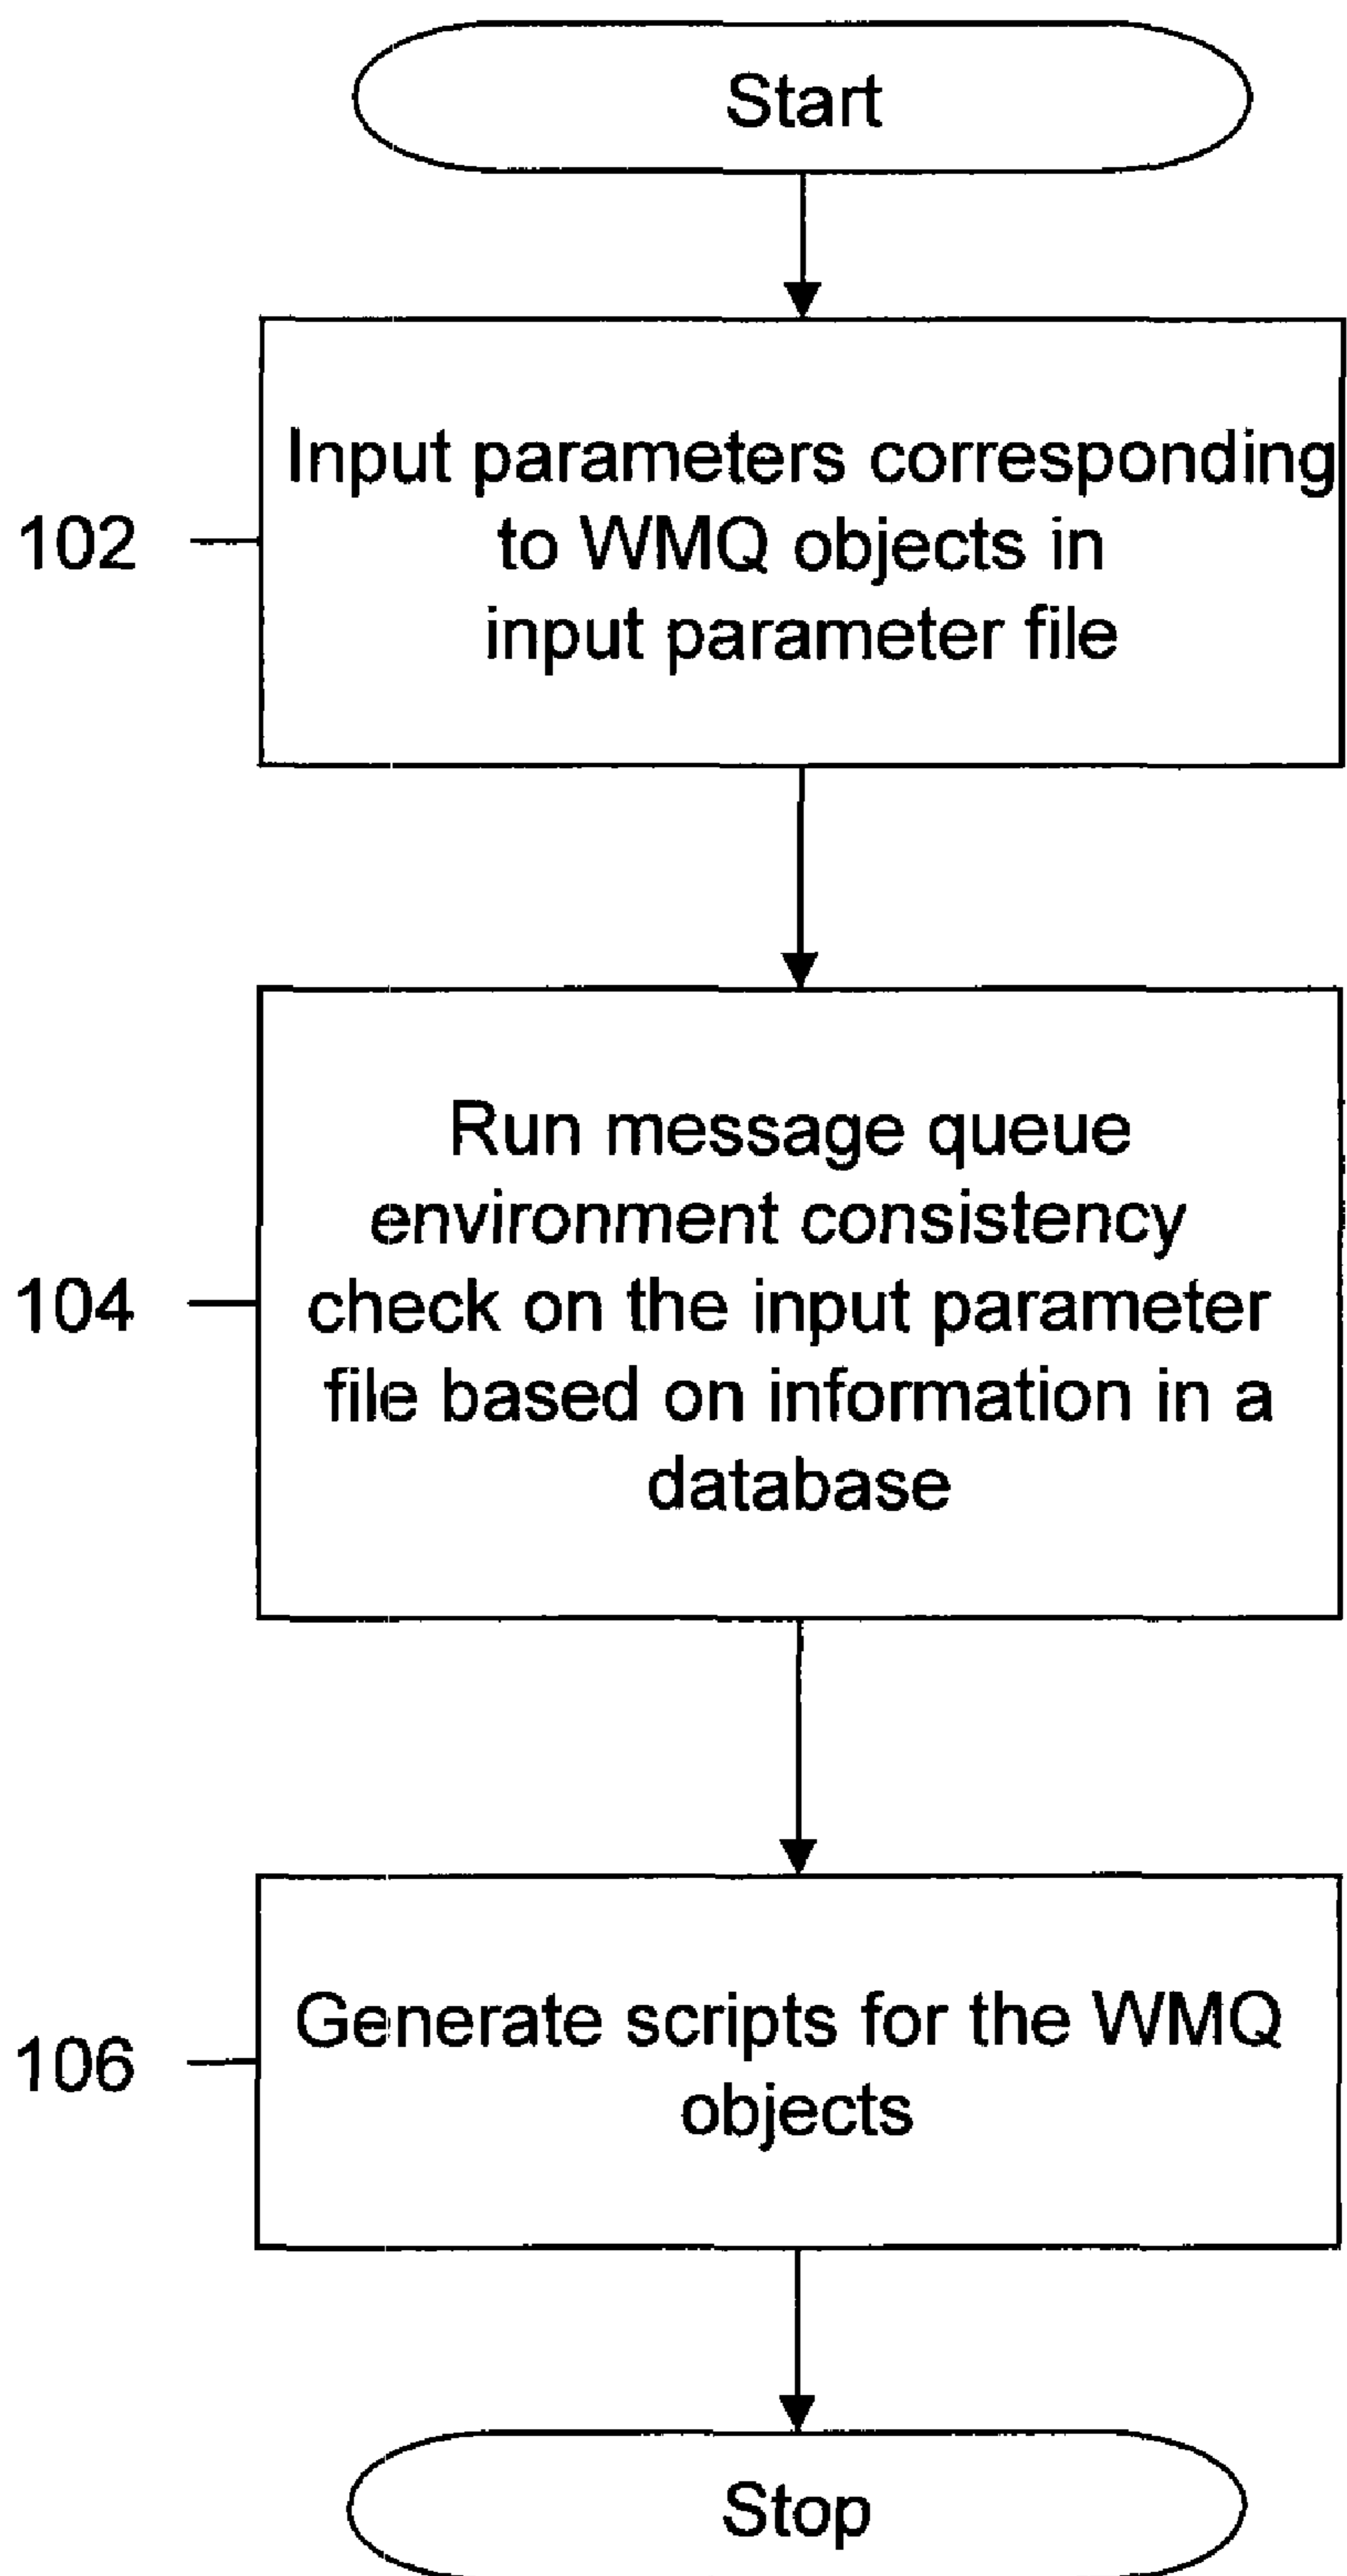 Start
Input parameters corresponding
102
to WMQ objects in
input parameter file
Run message queue
environment consistency
104
check on the input parameter
file based on information in a
database
Generate scripts for the WMQ
106
objects
Stop